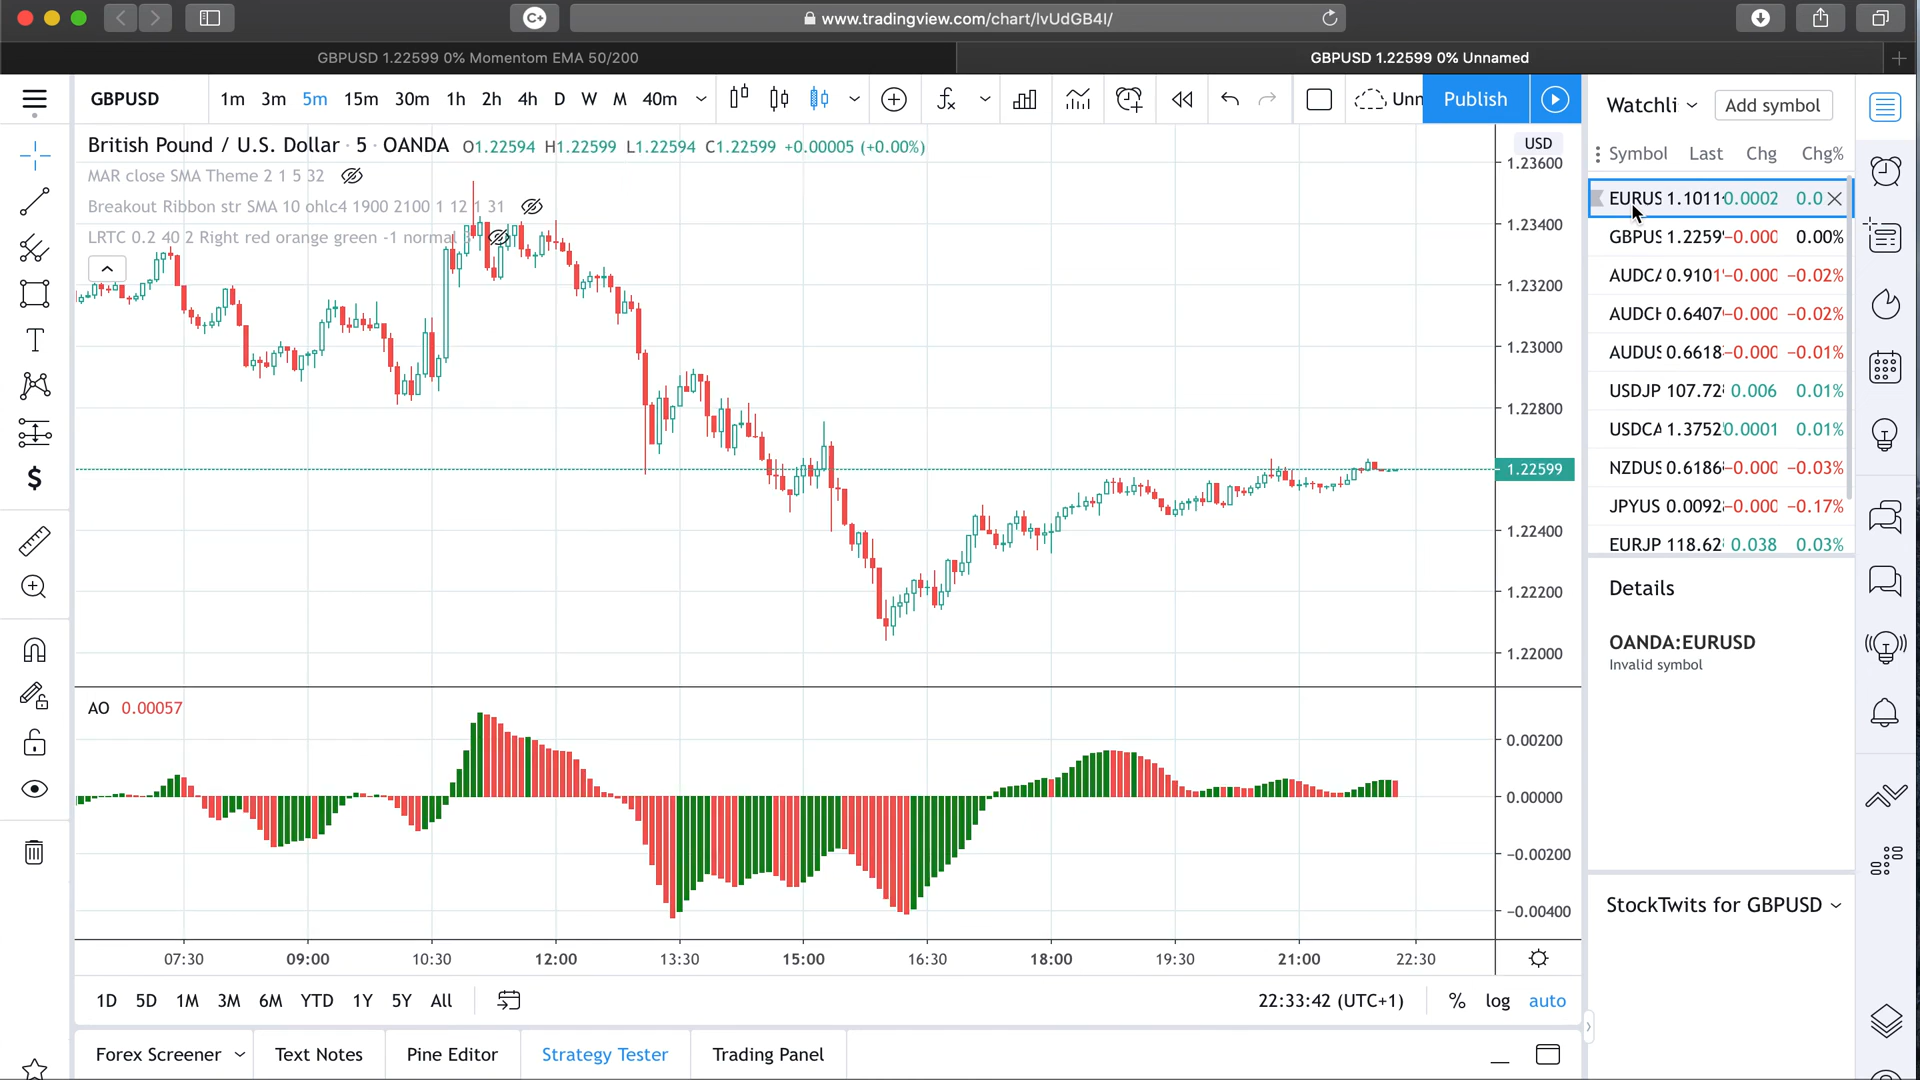 www.tradingview.com/chart/IvUdGB4I/
GBPUSD 1.22599 0% Momentom EMA 50/200
GBPUSD 1.22599 0% Unnamed
GBPUSD 1m 3m 5m 15m 30m 1h 2h 4h D W M 40m Unn Publish
Watchli Add symbol
British Pound / U.S. Dollar · 5 · OANDA O1.22594 H1.22599 L1.22594 C1.22599 +0.00005 (+0.00%)
MAR close SMA Theme 2 1 5 32
Breakout Ribbon str SMA 10 ohlc4 1900 2100 1 12 1 31
LRTC 0.2 40 2 Right red orange green -1 normal
USD
1.23600
1.23400
1.23200
1.23000
1.22800
1.22599
1.22400
1.22200
1.22000
Symbol Last Chg Chg%
EURUS 1.1011 0.0002 0.0
GBPUS 1.2259 −0.000 0.00%
AUDCA 0.9101 −0.000 −0.02%
AUDCH 0.6407 −0.000 −0.02%
AUDUS 0.6618 −0.000 −0.01%
USDJP 107.72 0.006 0.01%
USDCA 1.3752 0.0001 0.01%
NZDUS 0.6186 −0.000 −0.03%
JPYUS 0.0092 −0.000 −0.17%
EURJP 118.62 0.038 0.03%
Details
OANDA:EURUSD
Invalid symbol
AO 0.00057
0.00200
0.00000
−0.00200
−0.00400
StockTwits for GBPUSD
07:30 09:00 10:30 12:00 13:30 15:00 16:30 18:00 19:30 21:00 22:30
1D 5D 1M 3M 6M YTD 1Y 5Y All
22:33:42 (UTC+1) % log auto
Forex Screener Text Notes Pine Editor Strategy Tester Trading Panel